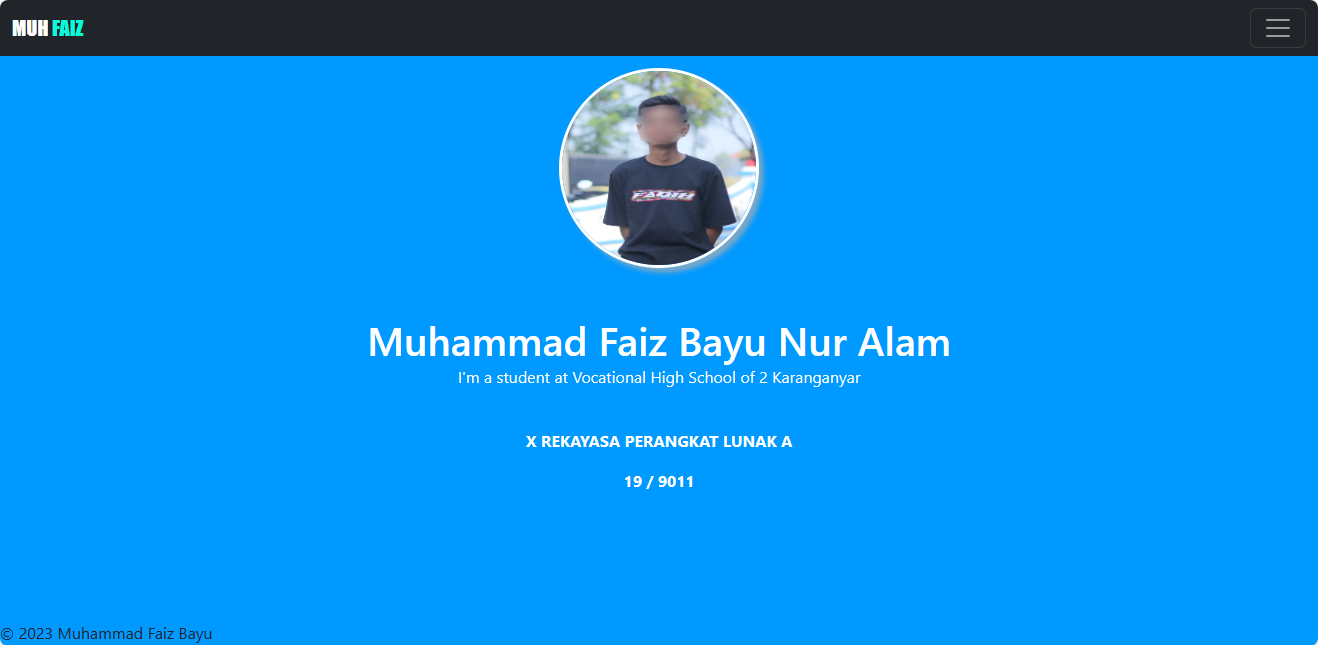 MUH FAIZ
FAQIH
Muhammad Faiz Bayu Nur Alam
I'm a student at Vocational High School of 2 Karanganyar
X REKAYASA PERANGKAT LUNAK A
19 / 9011
© 2023 Muhammad Faiz Bayu